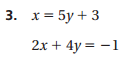 3. x = 5y + 3
2x + 4y = −1